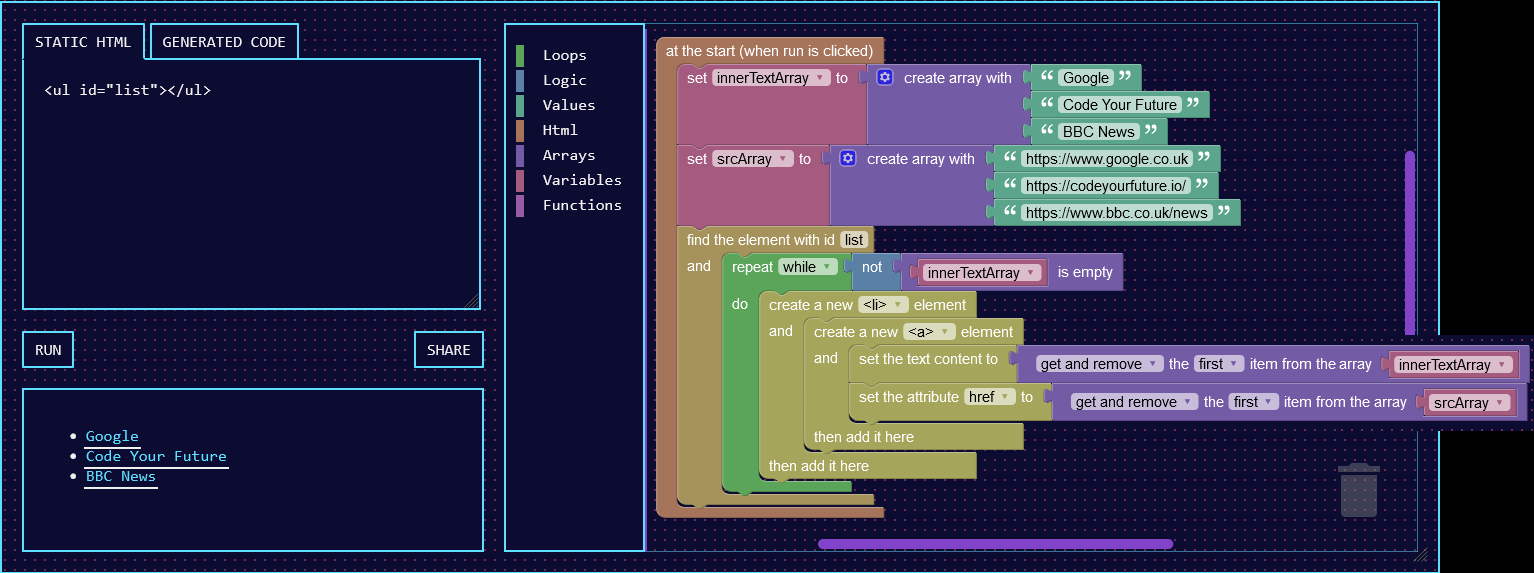 STATIC HTML
GENERATED CODE
<ul id="list"></ul>
RUN
SHARE
• Google
• Code Your Future
• BBC News
Loops
Logic
Values
Html
Arrays
Variables
Functions
at the start (when run is clicked)
set innerTextArray to create array with “ Google ”
“ Code Your Future ”
“ BBC News ”
set srcArray to create array with “ https://www.google.co.uk ”
“ https://codeyourfuture.io/ ”
“ https://www.bbc.co.uk/news ”
find the element with id list
and repeat while not innerTextArray is empty
do create a new <li> element
and create a new <a> element
and set the text content to get and remove the first item from the array innerTextArray
set the attribute href to get and remove the first item from the array srcArray
then add it here
then add it here